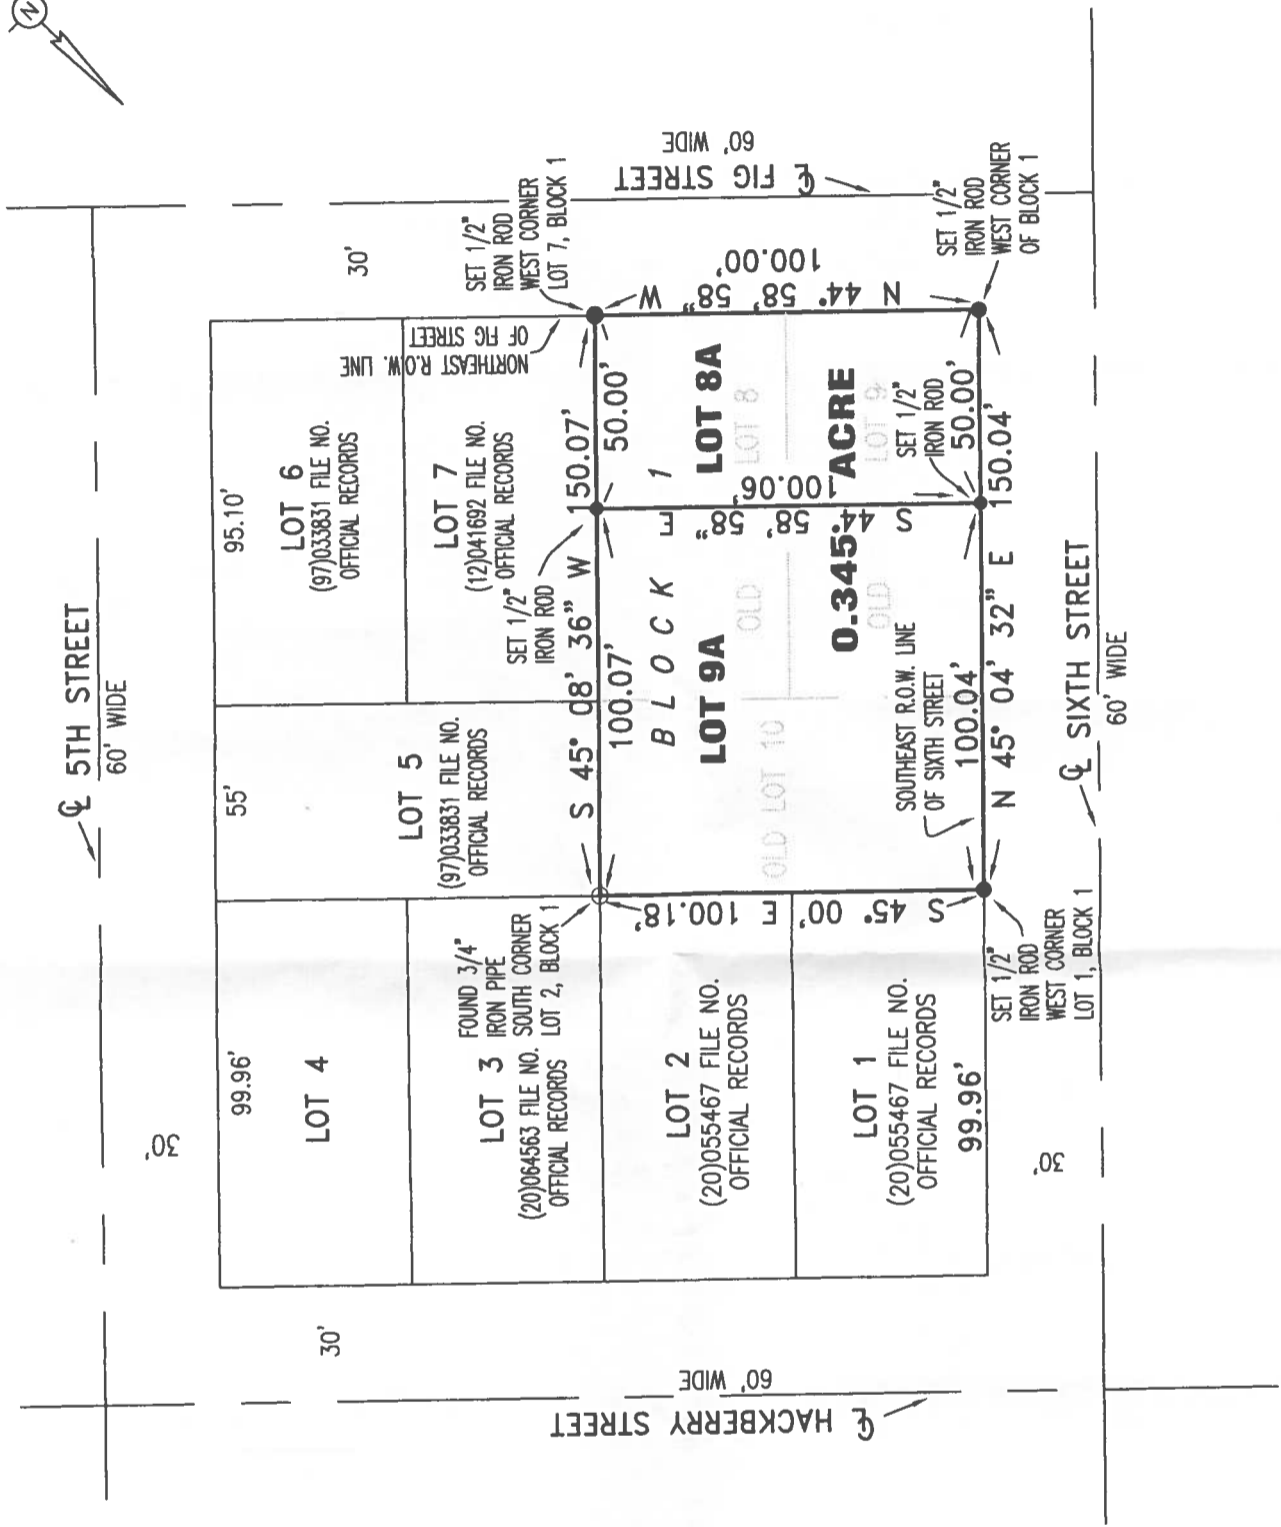 N
℄ 5TH STREET
60' WIDE
30'
30'
99.96'
55'
95.10'
LOT 4
LOT 3
(20)064563 FILE NO.
OFFICIAL RECORDS
FOUND 3/4"
IRON PIPE
SOUTH CORNER
LOT 2, BLOCK 1
LOT 5
(97)033831 FILE NO.
OFFICIAL RECORDS
LOT 6
(97)033831 FILE NO.
OFFICIAL RECORDS
LOT 7
(12)041692 FILE NO.
OFFICIAL RECORDS
NORTHEAST R.O.W. LINE
OF FIG STREET
SET 1/2"
IRON ROD
WEST CORNER
LOT 7, BLOCK 1
SET 1/2"
IRON ROD
S 45° 08' 36" W 150.07'
100.07'
50.00'
BLOCK 1
LOT 9A
LOT 8A
OLD LOT 8
OLD LOT 10
0.345 ACRE
OLD LOT 9
S 44° 58' 58" E
100.06'
N 44° 58' 58" W
100.00'
℄ FIG STREET
60' WIDE
SET 1/2"
IRON ROD
SOUTHEAST R.O.W. LINE
OF SIXTH STREET
100.04'
50.00'
N 45° 04' 32" E 150.04'
SET 1/2"
IRON ROD
WEST CORNER
OF BLOCK 1
S 45° 00' E 100.18'
LOT 2
(20)055467 FILE NO.
OFFICIAL RECORDS
LOT 1
(20)055467 FILE NO.
OFFICIAL RECORDS
99.96'
SET 1/2"
IRON ROD
WEST CORNER
LOT 1, BLOCK 1
30'
30'
℄ SIXTH STREET
60' WIDE
℄ HACKBERRY STREET
60' WIDE